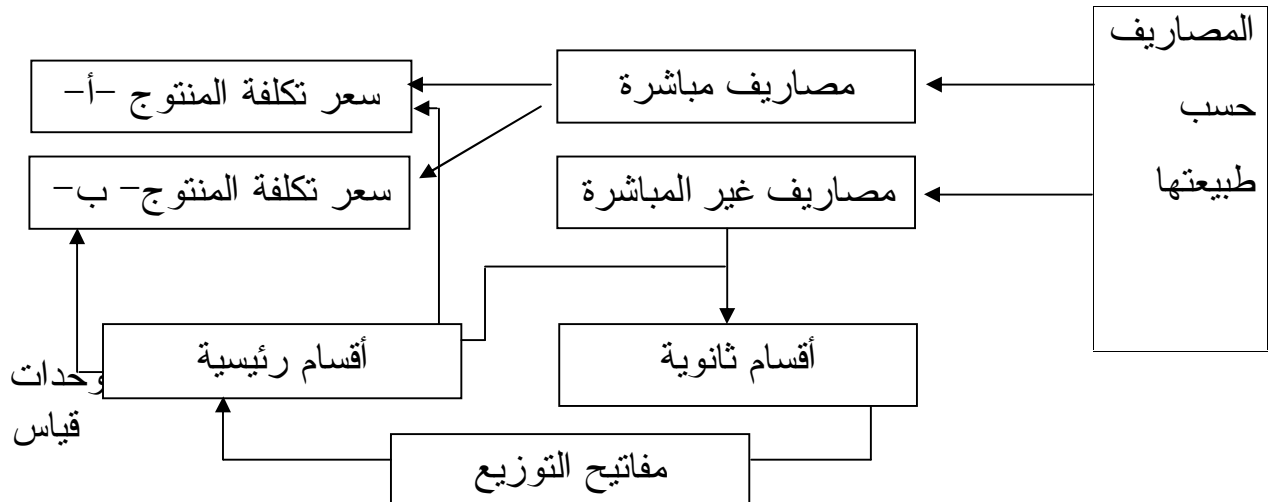 المصاريف
حسب
طبيعتها
مصاريف مباشرة
سعر تكلفة المنتوج -أ-
مصاريف غير المباشرة
سعر تكلفة المنتوج- ب-
أقسام ثانوية
أقسام رئيسية
وحدات
قياس
مفاتيح التوزيع